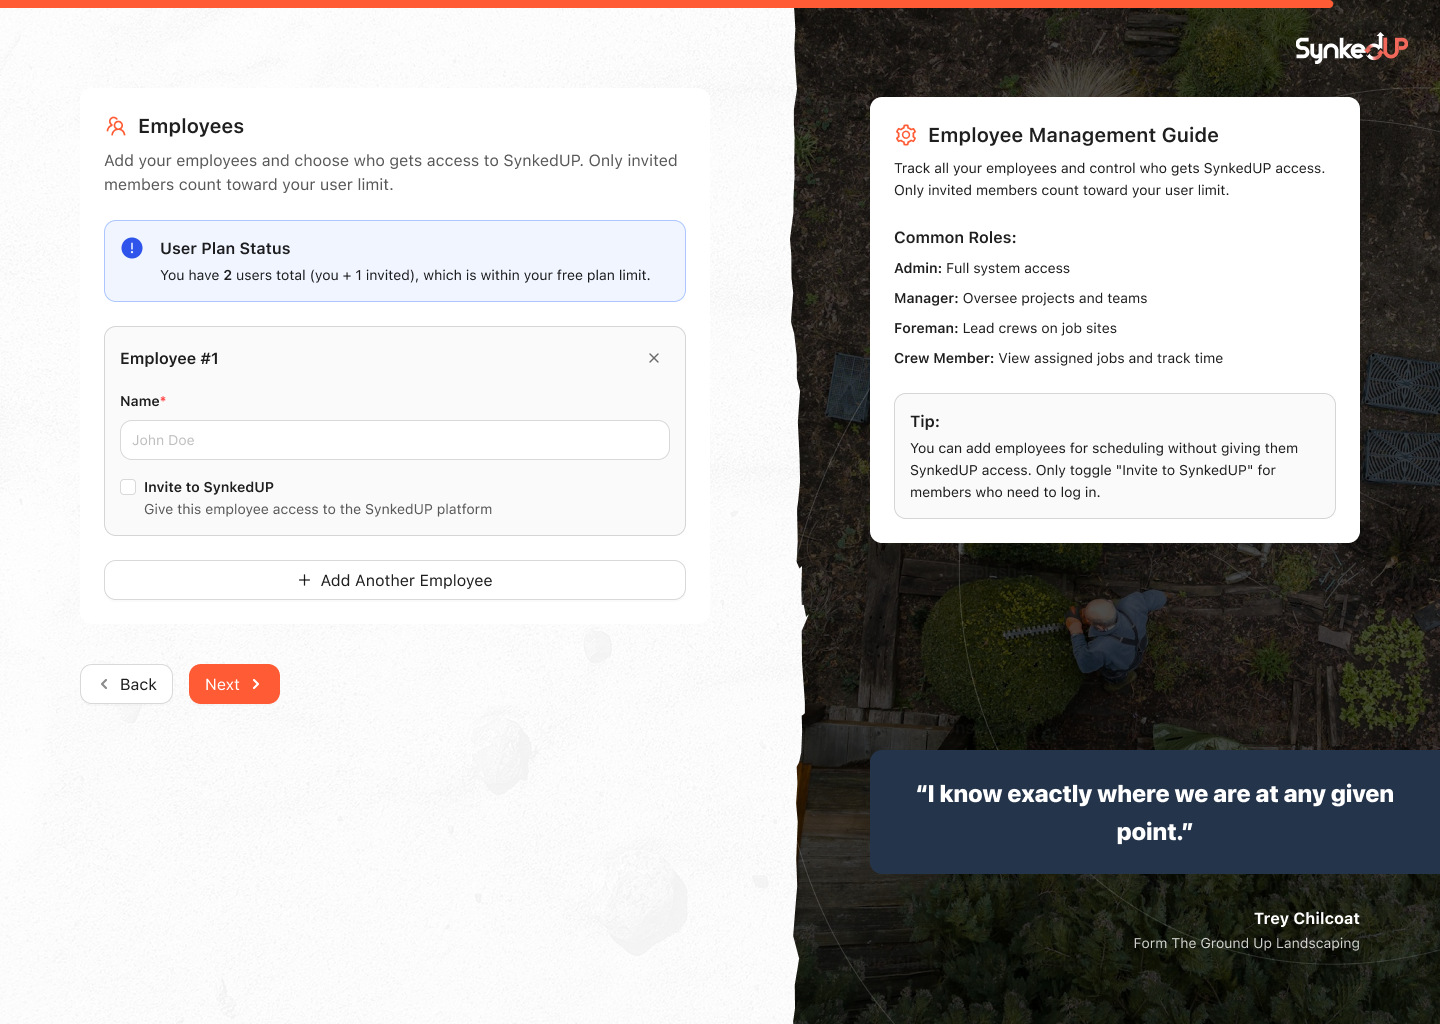 SynkedUP
Employees
Add your employees and choose who gets access to SynkedUP. Only invited
members count toward your user limit.
User Plan Status
You have 2 users total (you + 1 invited), which is within your free plan limit.
Employee #1
Name*
John Doe
Invite to SynkedUP
Give this employee access to the SynkedUP platform
Add Another Employee
Back
Next
Employee Management Guide
Track all your employees and control who gets SynkedUP access.
Only invited members count toward your user limit.
Common Roles:
Admin: Full system access
Manager: Oversee projects and teams
Foreman: Lead crews on job sites
Crew Member: View assigned jobs and track time
Tip:
You can add employees for scheduling without giving them
SynkedUP access. Only toggle "Invite to SynkedUP" for
members who need to log in.
“I know exactly where we are at any given
point.”
Trey Chilcoat
Form The Ground Up Landscaping